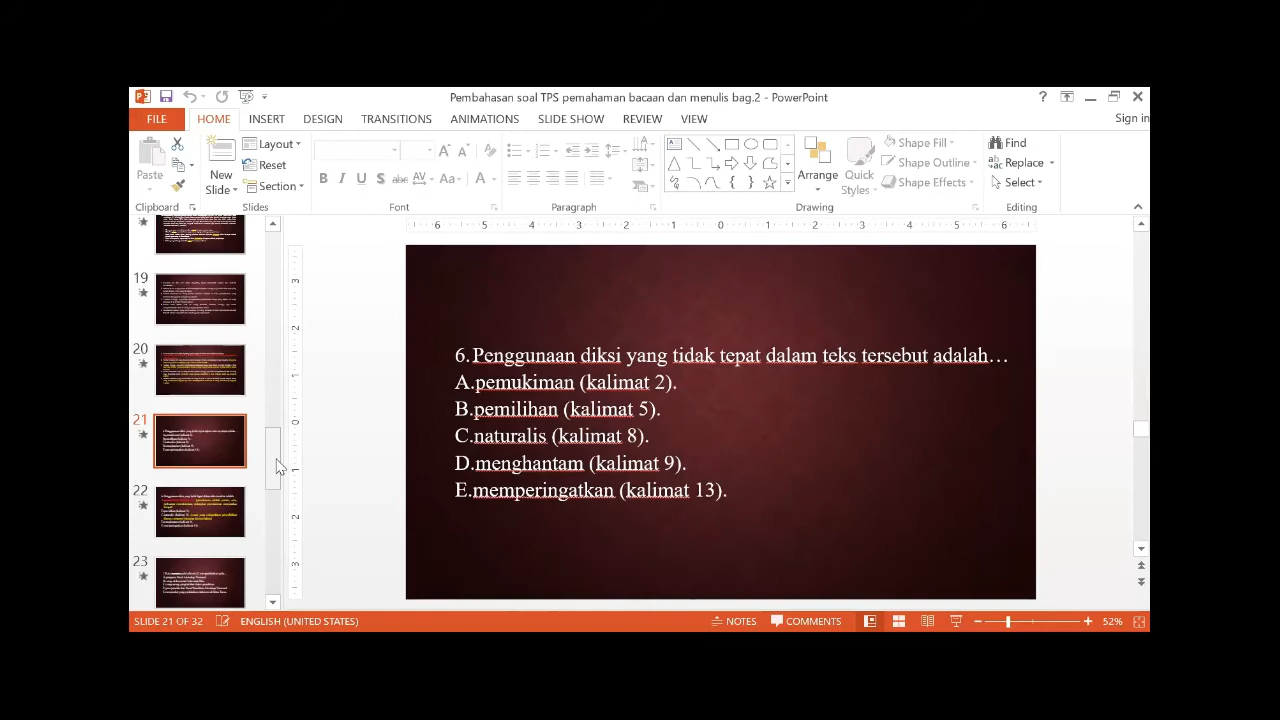 Pembahasan soal TPS pemahaman bacaan dan menulis bag.2 - PowerPoint
Sign in
FILE HOME INSERT DESIGN TRANSITIONS ANIMATIONS SLIDE SHOW REVIEW VIEW
Paste
New Slide
Layout
Reset
Section
Arrange
Quick Styles
Shape Fill
Shape Outline
Shape Effects
Find
Replace
Select
Clipboard Slides Font Paragraph Drawing Editing
19
20
21
22
23
6.Penggunaan diksi yang tidak tepat dalam teks tersebut adalah…
A.pemukiman (kalimat 2).
B.pemilihan (kalimat 5).
C.naturalis (kalimat 8).
D.menghantam (kalimat 9).
E.memperingatkan (kalimat 13).
SLIDE 21 OF 32 ENGLISH (UNITED STATES) NOTES COMMENTS 52%